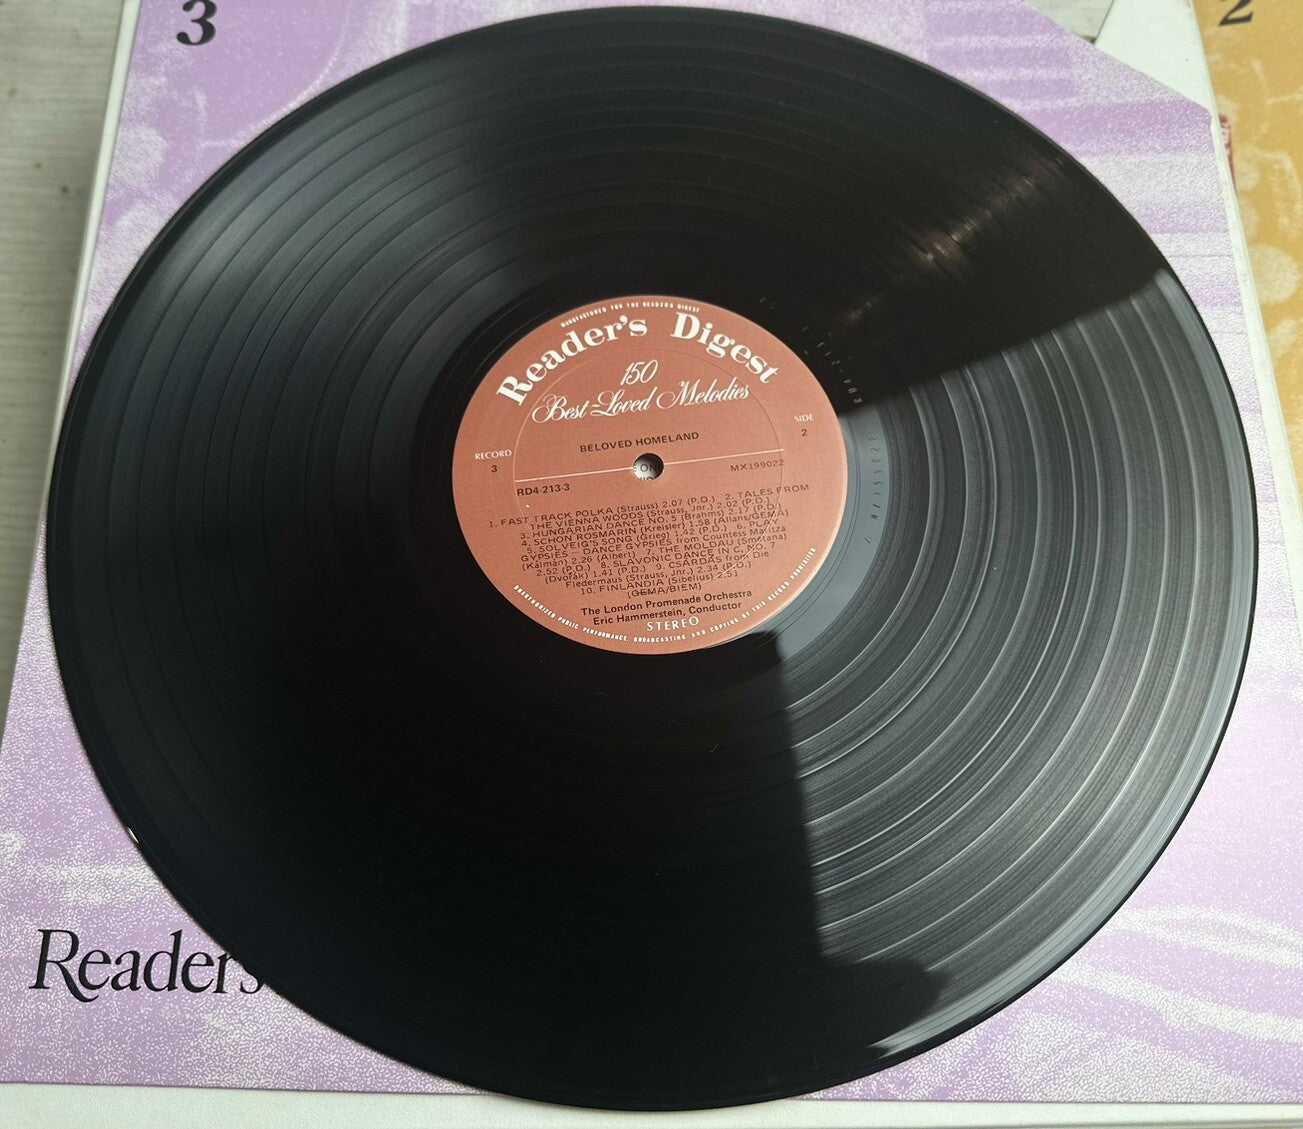 3
2
MANUFACTURED FOR THE READERS DIGEST
Reader's Digest
150
Best-Loved Melodies
BELOVED HOMELAND
RECORD
3
SIDE
2
RD4-213-3
MX199022
1. FAST TRACK POLKA (Strauss) 2.07 (P.D.) 2. TALES FROM
THE VIENNA WOODS (Strauss, Jnr.) 2.02 (P.D.)
3. HUNGARIAN DANCE NO. 5 (Brahms) 2.17 (P.D.)
4. SCHON ROSMARIN (Kreisler) 1.58 (Allans/GEMA)
5. SOLVEIG'S SONG (Grieg) 1.42 (P.D.) 6. PLAY
GYPSIES — DANCE GYPSIES from Countess Maritza
(Kálmán) 2.26 (Albert) 7. THE MOLDAU (Smetana)
2.52 (P.D.) 8. SLAVONIC DANCE IN C, NO. 7
(Dvořák) 1.41 (P.D.) 9. CSÁRDÁS from Die
Fledermaus (Strauss, Jnr.) 2.34 (P.D.)
10. FINLANDIA (Sibelius) 2.51
(GEMA/BIEM)
The London Promenade Orchestra
Eric Hammerstein, Conductor
STEREO
UNAUTHORIZED PUBLIC PERFORMANCE, BROADCASTING AND COPYING OF THIS RECORD PROHIBITED
MX199022
Reader's